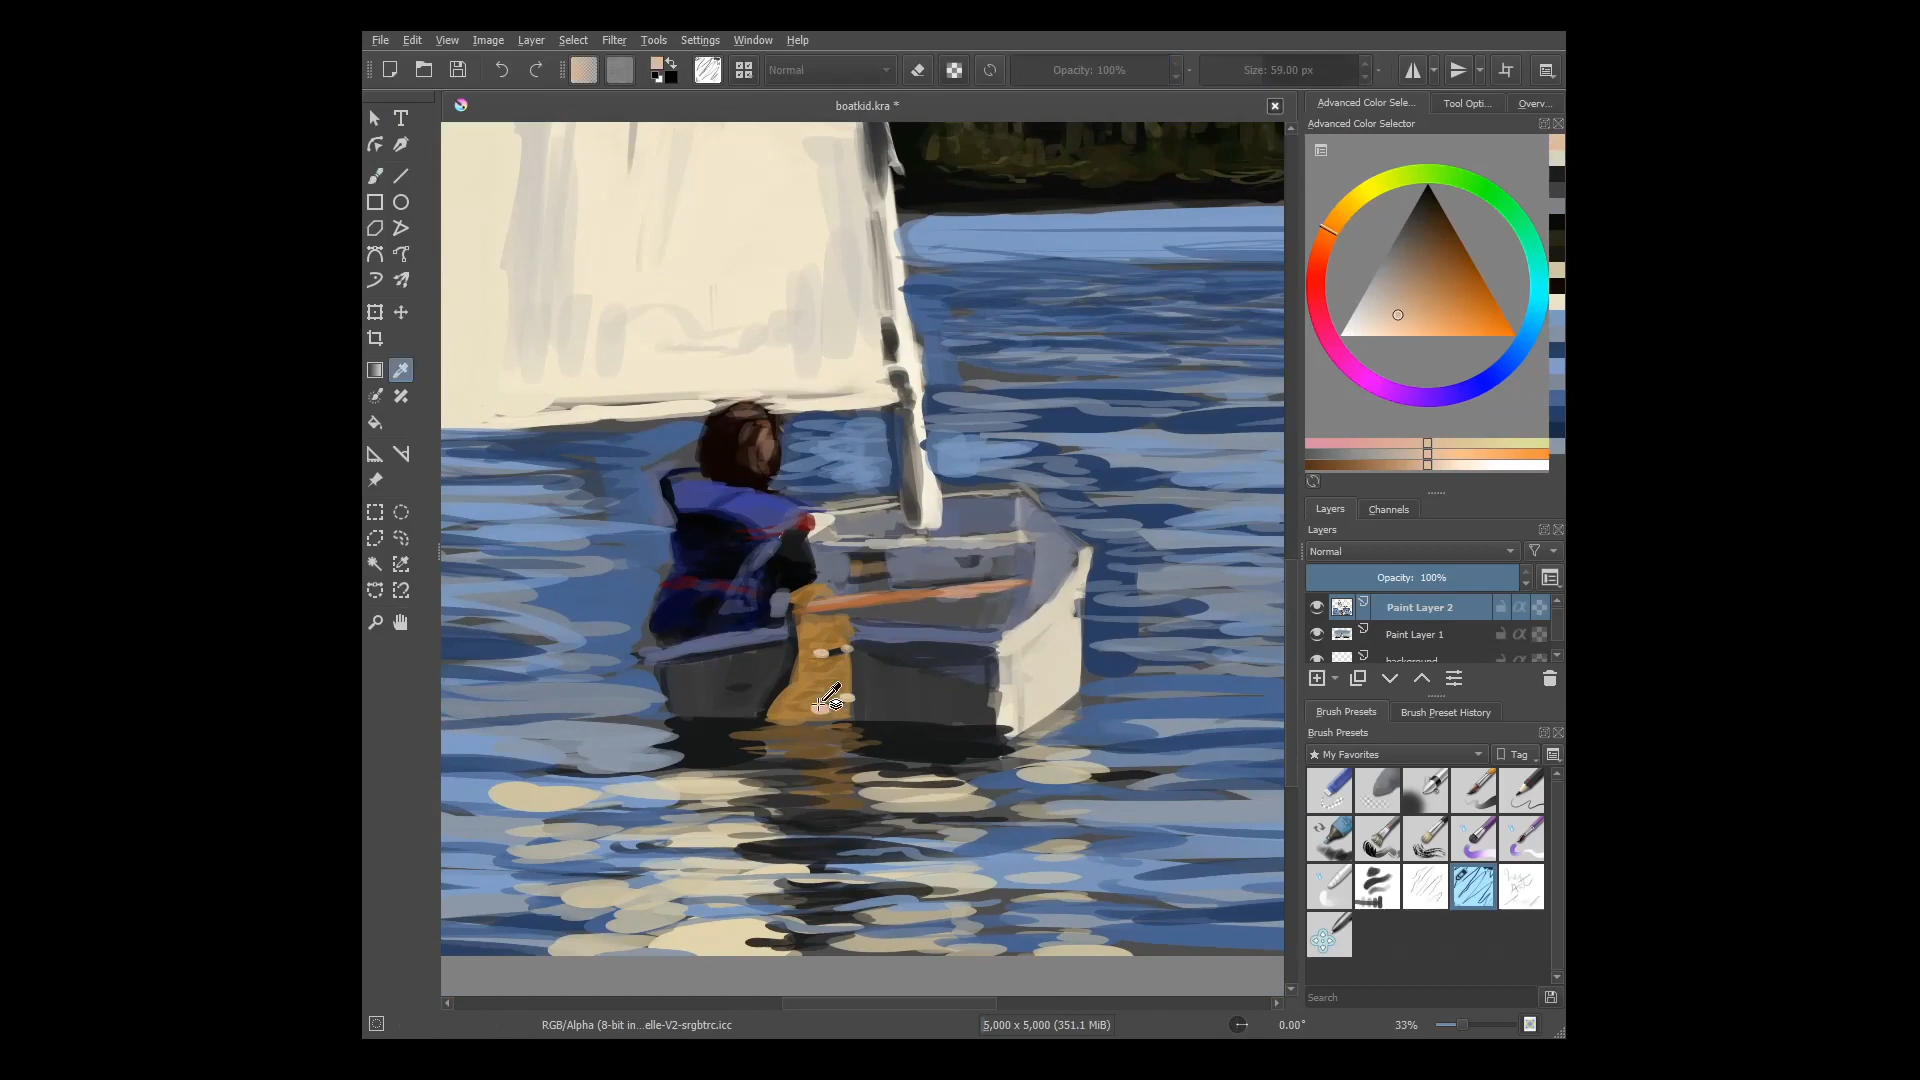 File Edit View Image Layer Select Filter Tools Settings Window Help
Normal Opacity: 100% Size: 59.00 px
boatkid.kra *
Advanced Color Sele... Tool Opti... Overv...
Advanced Color Selector
Layers Channels
Layers
Normal
Opacity: 100%
Paint Layer 2
Paint Layer 1
background
Brush Presets Brush Preset History
Brush Presets
★ My Favorites Tag
Search
RGB/Alpha (8-bit in...elle-V2-srgbtrc.icc 5,000 x 5,000 (351.1 MiB) 0.00° 33%